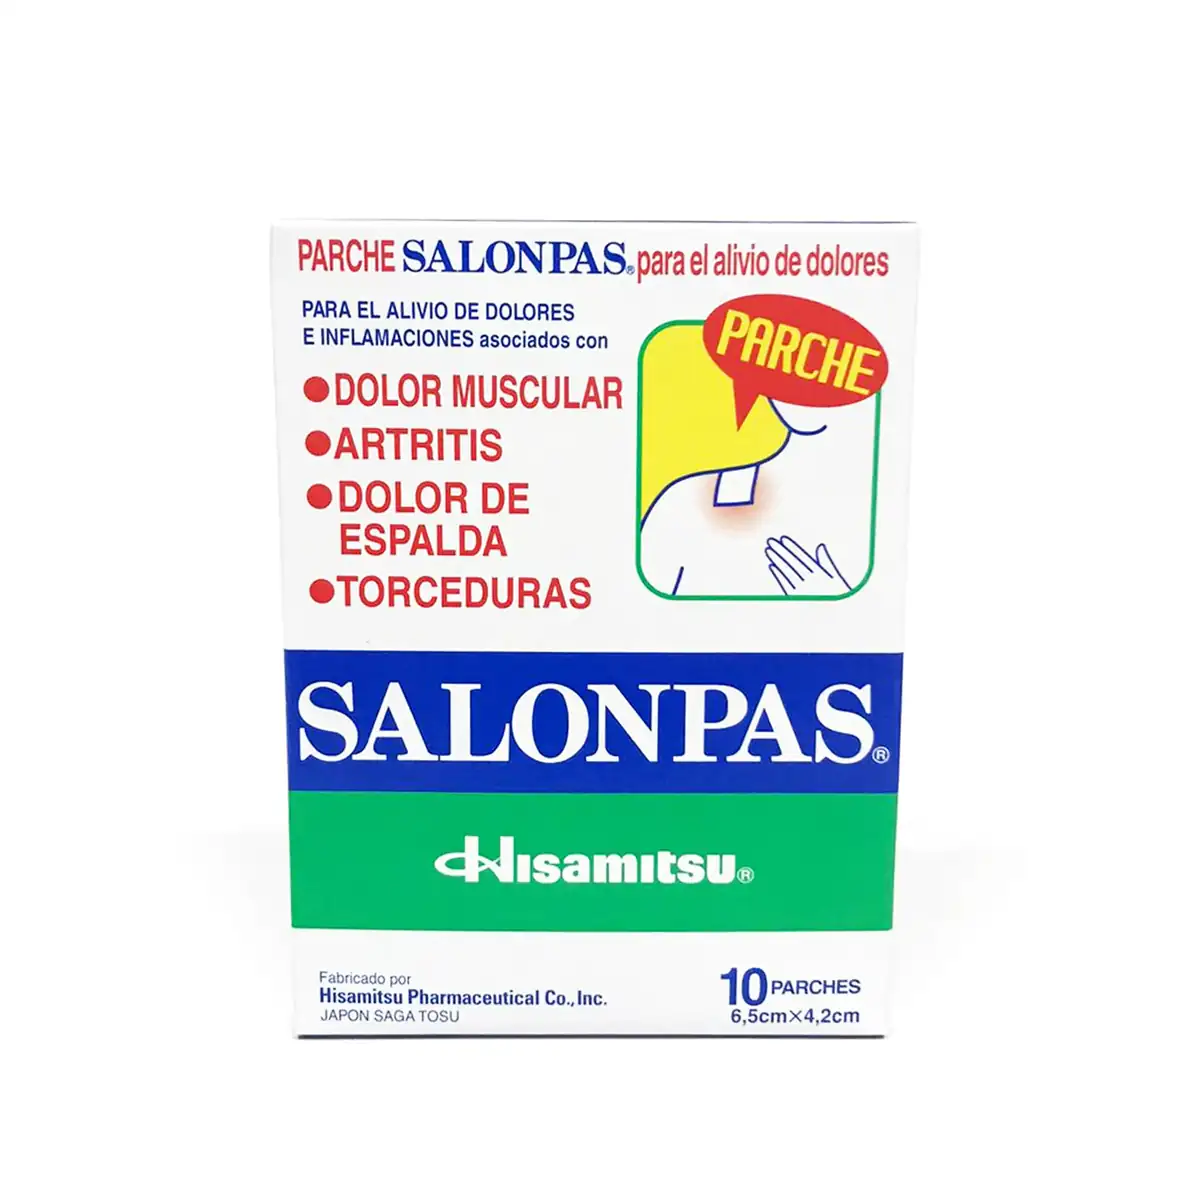 PARCHE SALONPAS® para el alivio de dolores
PARA EL ALIVIO DE DOLORES
E INFLAMACIONES asociados con
●DOLOR MUSCULAR
●ARTRITIS
●DOLOR DE
ESPALDA
●TORCEDURAS
PARCHE
SALONPAS®
Hisamitsu®
Fabricado por
Hisamitsu Pharmaceutical Co., Inc.
JAPON SAGA TOSU
10 PARCHES
6,5cm×4,2cm